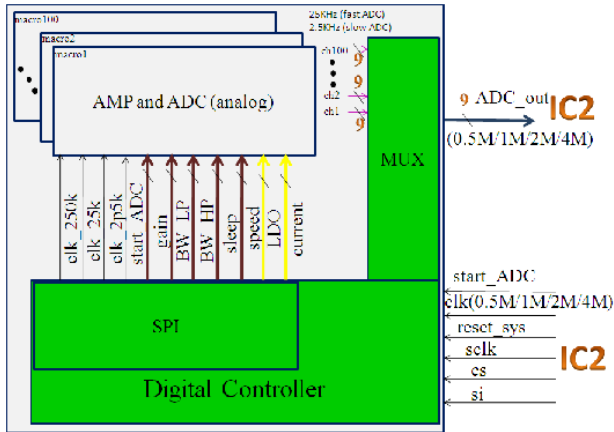 macro100
macro2
macro1
25KHz (fast ADC)
2.5KHz (slow ADC)
ch100
9
9
ch2
ch1
9
AMP and ADC (analog)
MUX
9 ADC_out IC2
(0.5M/1M/2M/4M)
clk_250k
clk_25k
clk_2p5k
start_ADC
gain
BW_LP
BW_HP
sleep
speed
LDO
current
start_ADC
clk(0.5M/1M/2M/4M)
reset_sys
sclk
cs
si
IC2
SPI
Digital Controller